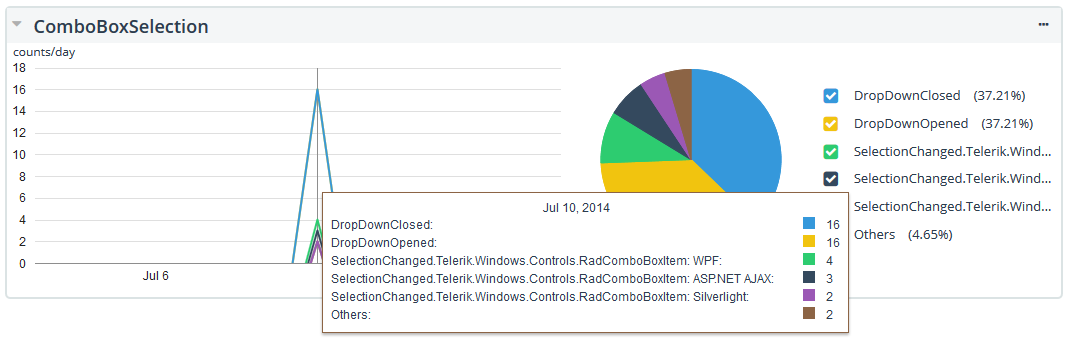 ComboBoxSelection
counts/day
18
16
14
12
10
8
6
4
2
0
Jul 6
DropDownClosed (37.21%)
DropDownOpened (37.21%)
SelectionChanged.Telerik.Wind...
SelectionChanged.Telerik.Wind...
SelectionChanged.Telerik.Wind...
Others (4.65%)
Jul 10, 2014
DropDownClosed: 16
DropDownOpened: 16
SelectionChanged.Telerik.Windows.Controls.RadComboBoxItem: WPF: 4
SelectionChanged.Telerik.Windows.Controls.RadComboBoxItem: ASP.NET AJAX: 3
SelectionChanged.Telerik.Windows.Controls.RadComboBoxItem: Silverlight: 2
Others: 2